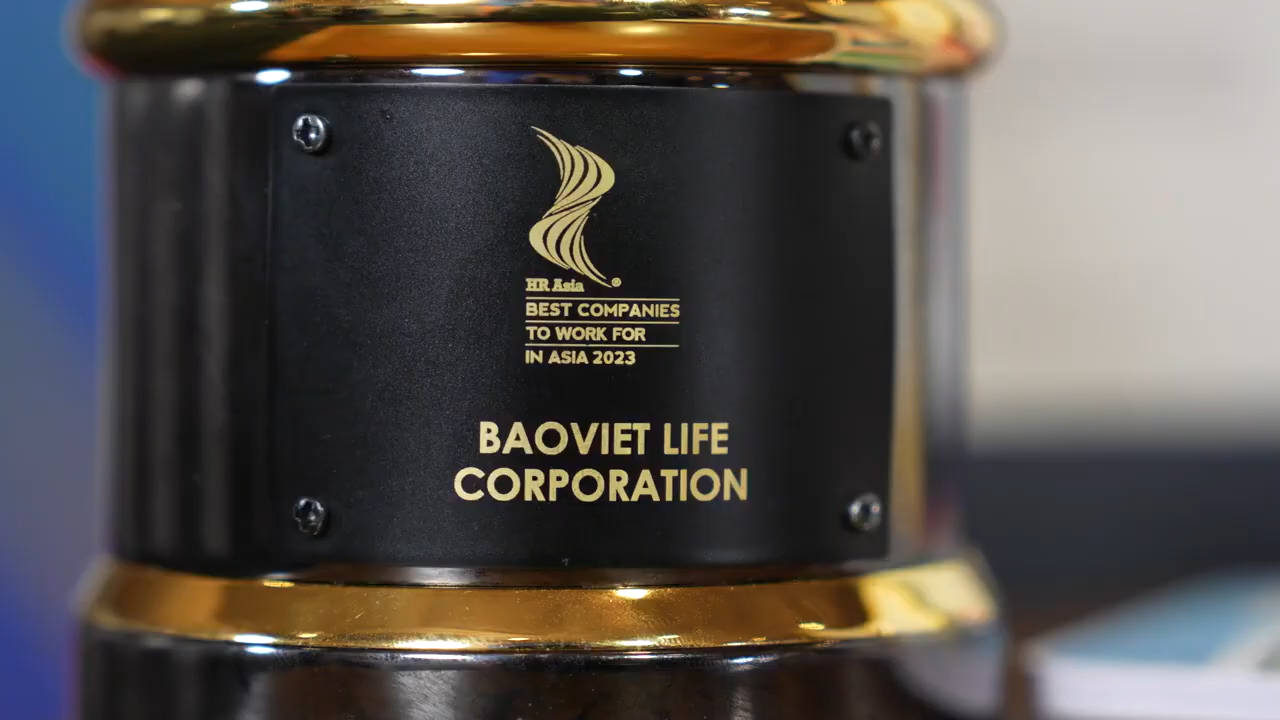 HR Asia ®
BEST COMPANIES
TO WORK FOR
IN ASIA 2023
BAOVIET LIFE
CORPORATION